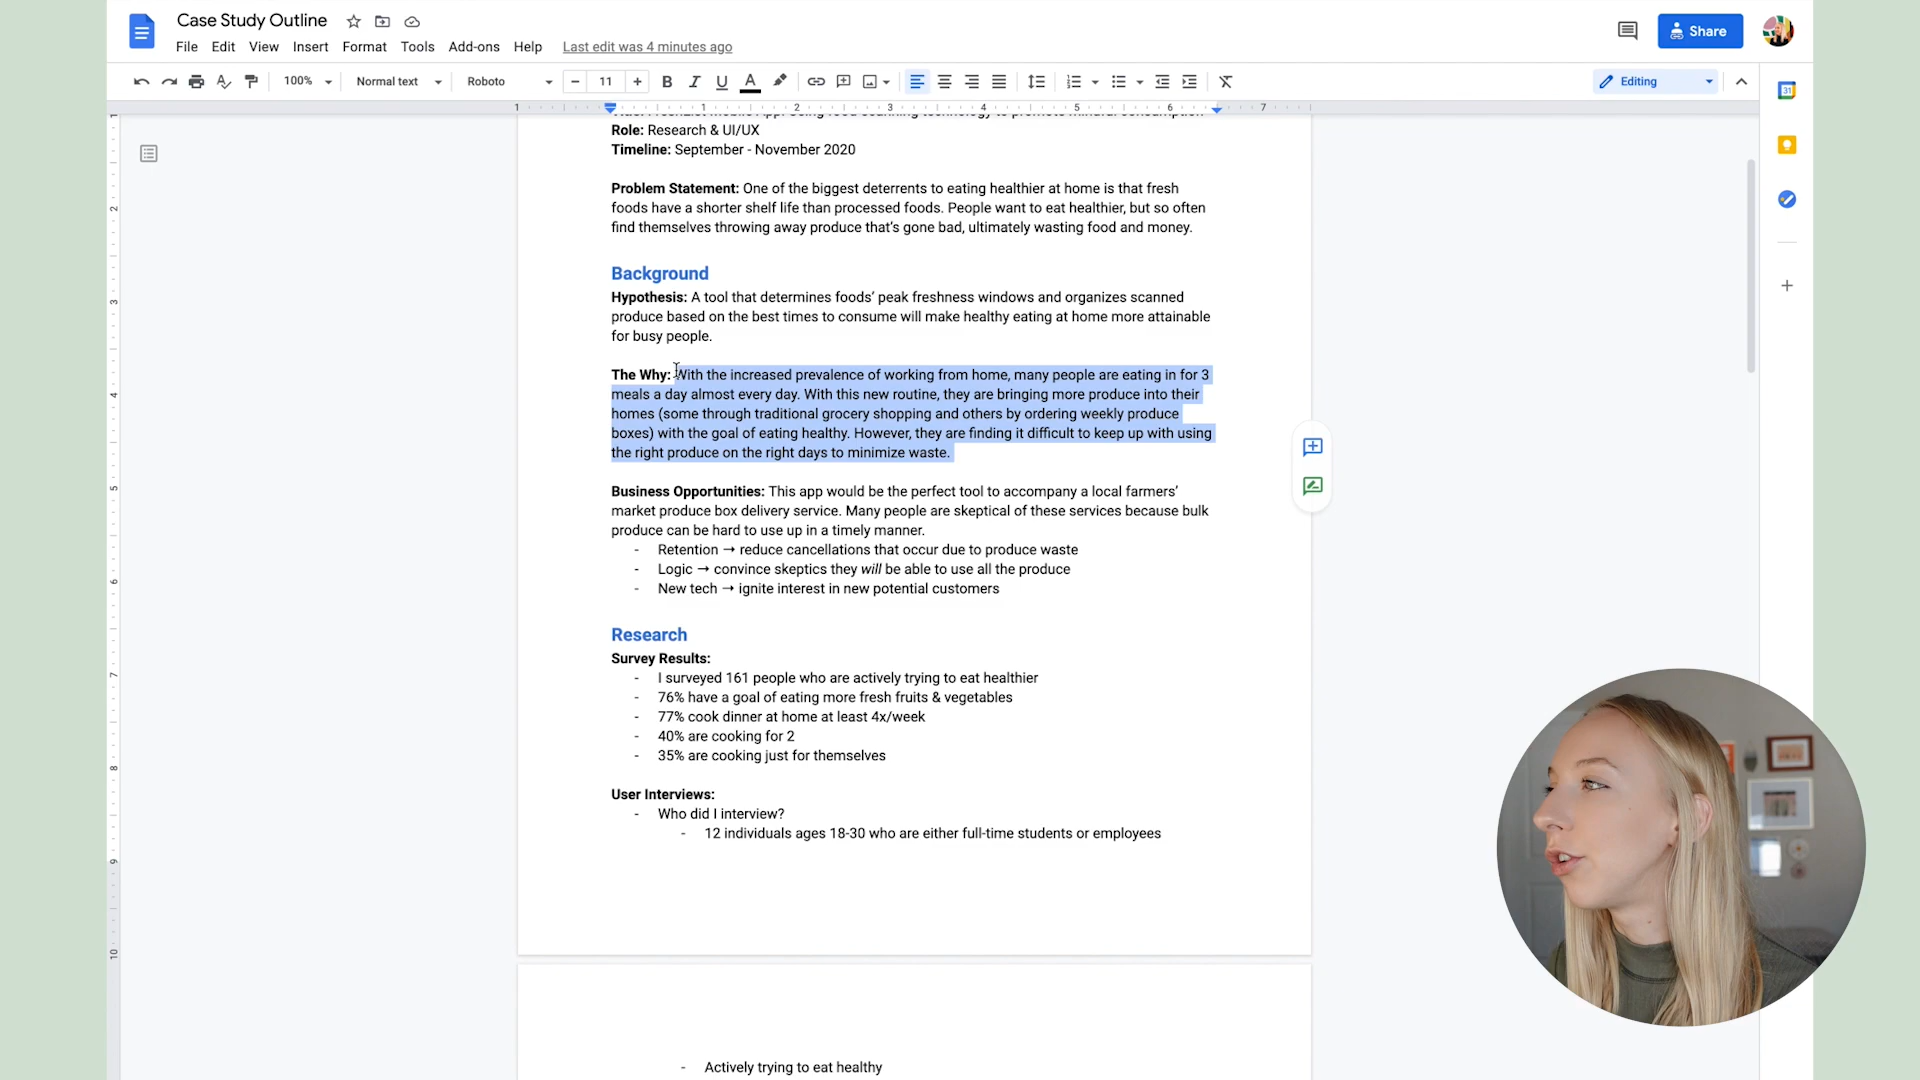 Case Study Outline
File Edit View Insert Format Tools Add-ons Help Last edit was 4 minutes ago
Share
100% Normal text Roboto 11 B I U A Editing
1 1 2 3 4 5 6 7
Role: Research & UI/UX
Timeline: September - November 2020
Problem Statement: One of the biggest deterrents to eating healthier at home is that fresh
foods have a shorter shelf life than processed foods. People want to eat healthier, but so often
find themselves throwing away produce that's gone bad, ultimately wasting food and money.
Background
Hypothesis: A tool that determines foods' peak freshness windows and organizes scanned
produce based on the best times to consume will make healthy eating at home more attainable
for busy people.
The Why: With the increased prevalence of working from home, many people are eating in for 3
meals a day almost every day. With this new routine, they are bringing more produce into their
homes (some through traditional grocery shopping and others by ordering weekly produce
boxes) with the goal of eating healthy. However, they are finding it difficult to keep up with using
the right produce on the right days to minimize waste.
Business Opportunities: This app would be the perfect tool to accompany a local farmers'
market produce box delivery service. Many people are skeptical of these services because bulk
produce can be hard to use up in a timely manner.
- Retention → reduce cancellations that occur due to produce waste
- Logic → convince skeptics they will be able to use all the produce
- New tech → ignite interest in new potential customers
Research
Survey Results:
- I surveyed 161 people who are actively trying to eat healthier
- 76% have a goal of eating more fresh fruits & vegetables
- 77% cook dinner at home at least 4x/week
- 40% are cooking for 2
- 35% are cooking just for themselves
User Interviews:
- Who did I interview?
- 12 individuals ages 18-30 who are either full-time students or employees
- Actively trying to eat healthy